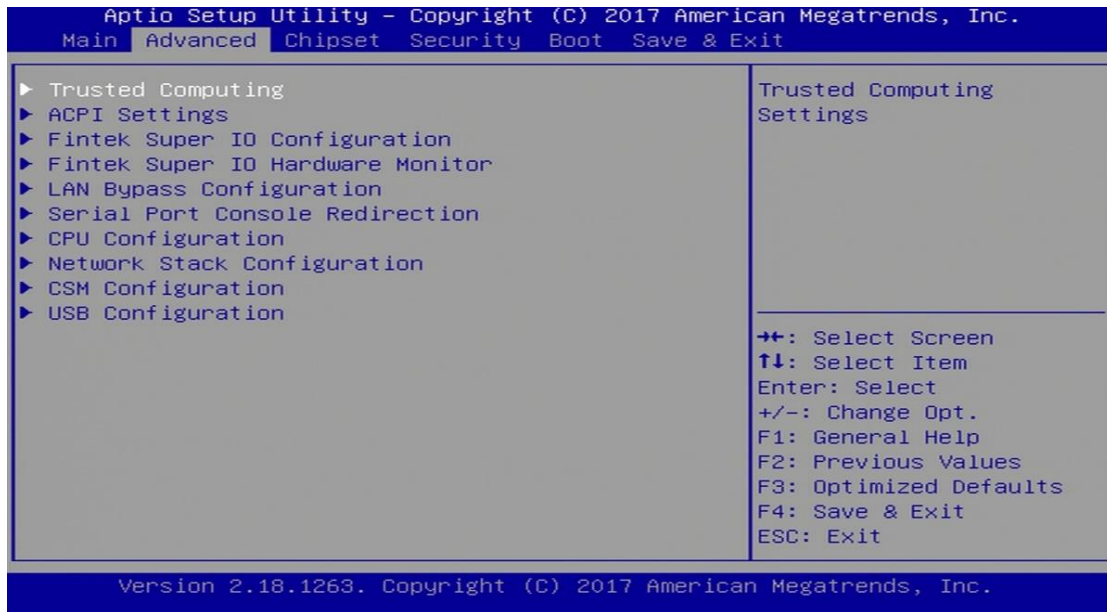 Aptio Setup Utility – Copyright (C) 2017 American Megatrends, Inc.
Main Advanced Chipset Security Boot Save & Exit
▶ Trusted Computing
▶ ACPI Settings
▶ Fintek Super IO Configuration
▶ Fintek Super IO Hardware Monitor
▶ LAN Bypass Configuration
▶ Serial Port Console Redirection
▶ CPU Configuration
▶ Network Stack Configuration
▶ CSM Configuration
▶ USB Configuration
Trusted Computing
Settings
→←: Select Screen
↑↓: Select Item
Enter: Select
+/-: Change Opt.
F1: General Help
F2: Previous Values
F3: Optimized Defaults
F4: Save & Exit
ESC: Exit
Version 2.18.1263. Copyright (C) 2017 American Megatrends, Inc.